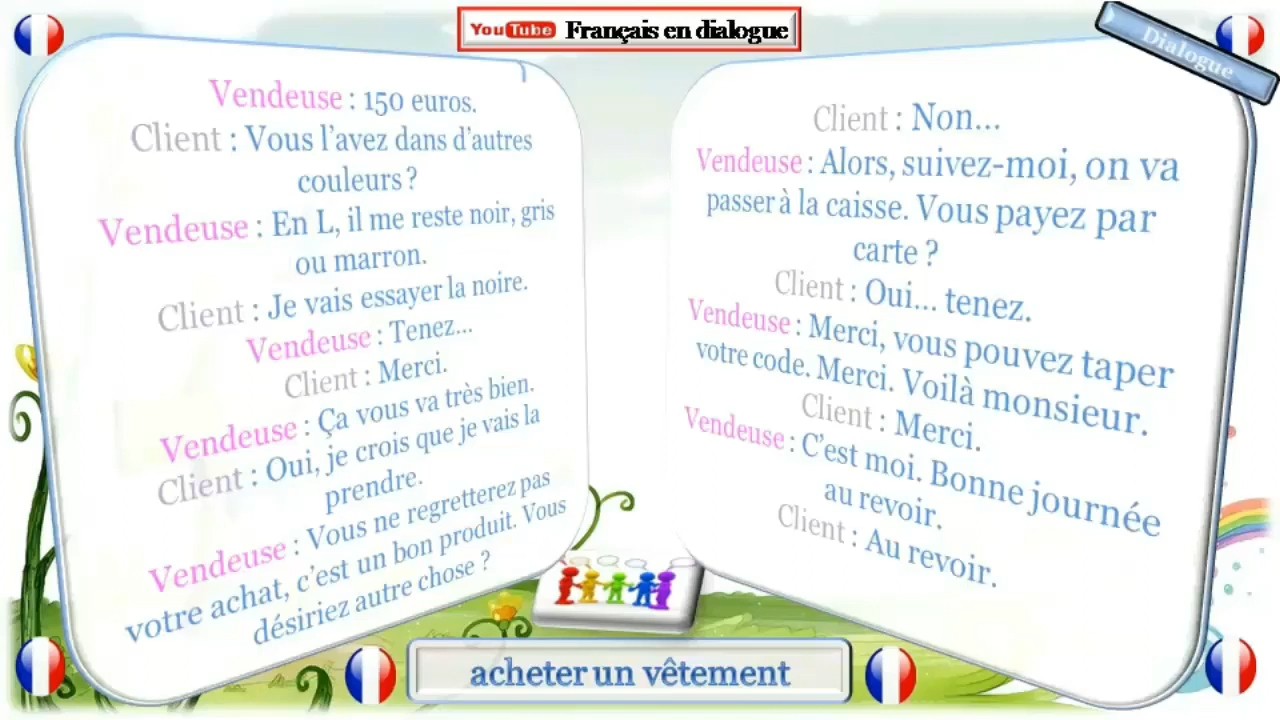 YouTube Français en dialogue
Dialogue
Vendeuse : 150 euros.
Client : Vous l'avez dans d'autres
couleurs ?
Vendeuse : En L, il me reste noir, gris
ou marron.
Client : Je vais essayer la noire.
Vendeuse : Tenez...
Client : Merci.
Vendeuse : Ça vous va très bien.
Client : Oui, je crois que je vais la
prendre.
Vendeuse : Vous ne regretterez pas
votre achat, c'est un bon produit. Vous
désiriez autre chose ?
Client : Non...
Vendeuse : Alors, suivez-moi, on va
passer à la caisse. Vous payez par
carte ?
Client : Oui... tenez.
Vendeuse : Merci, vous pouvez taper
votre code. Merci. Voilà monsieur.
Client : Merci.
Vendeuse : C'est moi. Bonne journée
au revoir.
Client : Au revoir.
acheter un vêtement